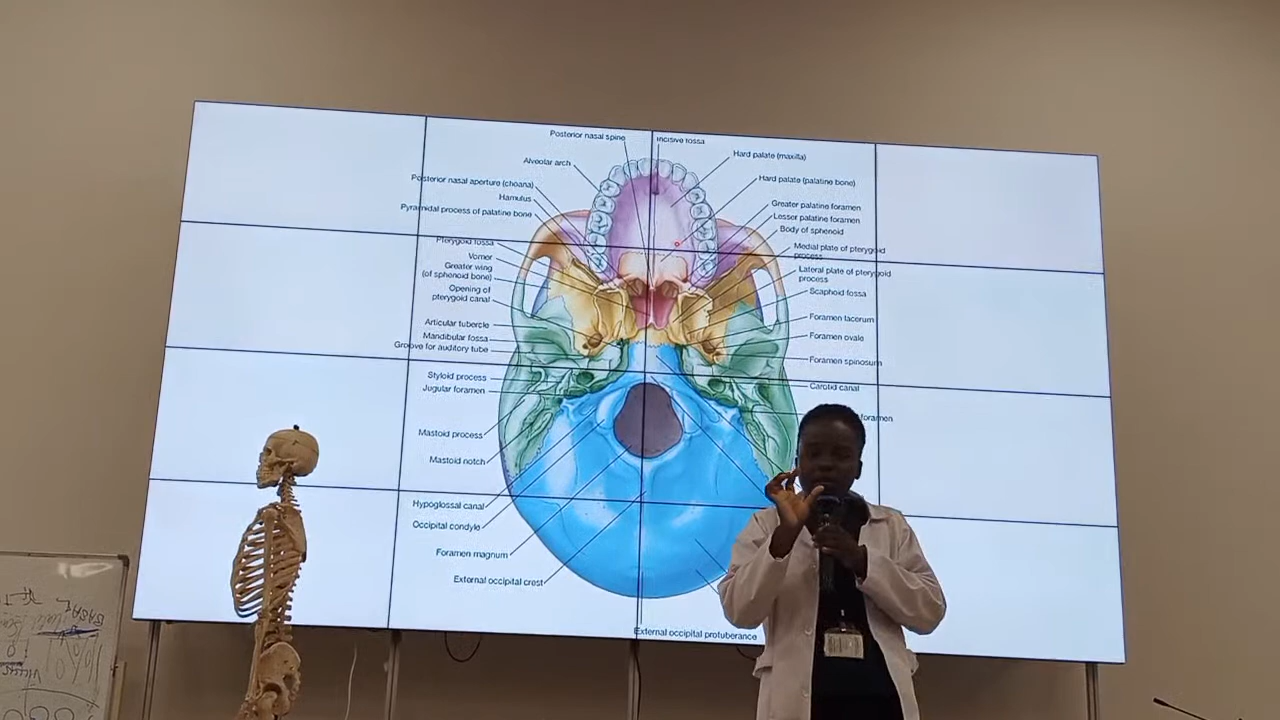 Posterior nasal spine
Incisive fossa
Alveolar arch
Hard palate (maxilla)
Posterior nasal aperture (choana)
Hard palate (palatine bone)
Hamulus
Greater palatine foramen
Pyramidal process of palatine bone
Lesser palatine foramen
Body of sphenoid
Pterygoid fossa
Medial plate of pterygoid
process
Vomer
Greater wing
(of sphenoid bone)
Lateral plate of pterygoid
process
Opening of
pterygoid canal
Scaphoid fossa
Articular tubercle
Foramen lacerum
Mandibular fossa
Foramen ovale
Groove for auditory tube
Foramen spinosum
Styloid process
Carotid canal
Jugular foramen
foramen
Mastoid process
Mastoid notch
Hypoglossal canal
Occipital condyle
Foramen magnum
External occipital crest
External occipital protuberance
BASAL